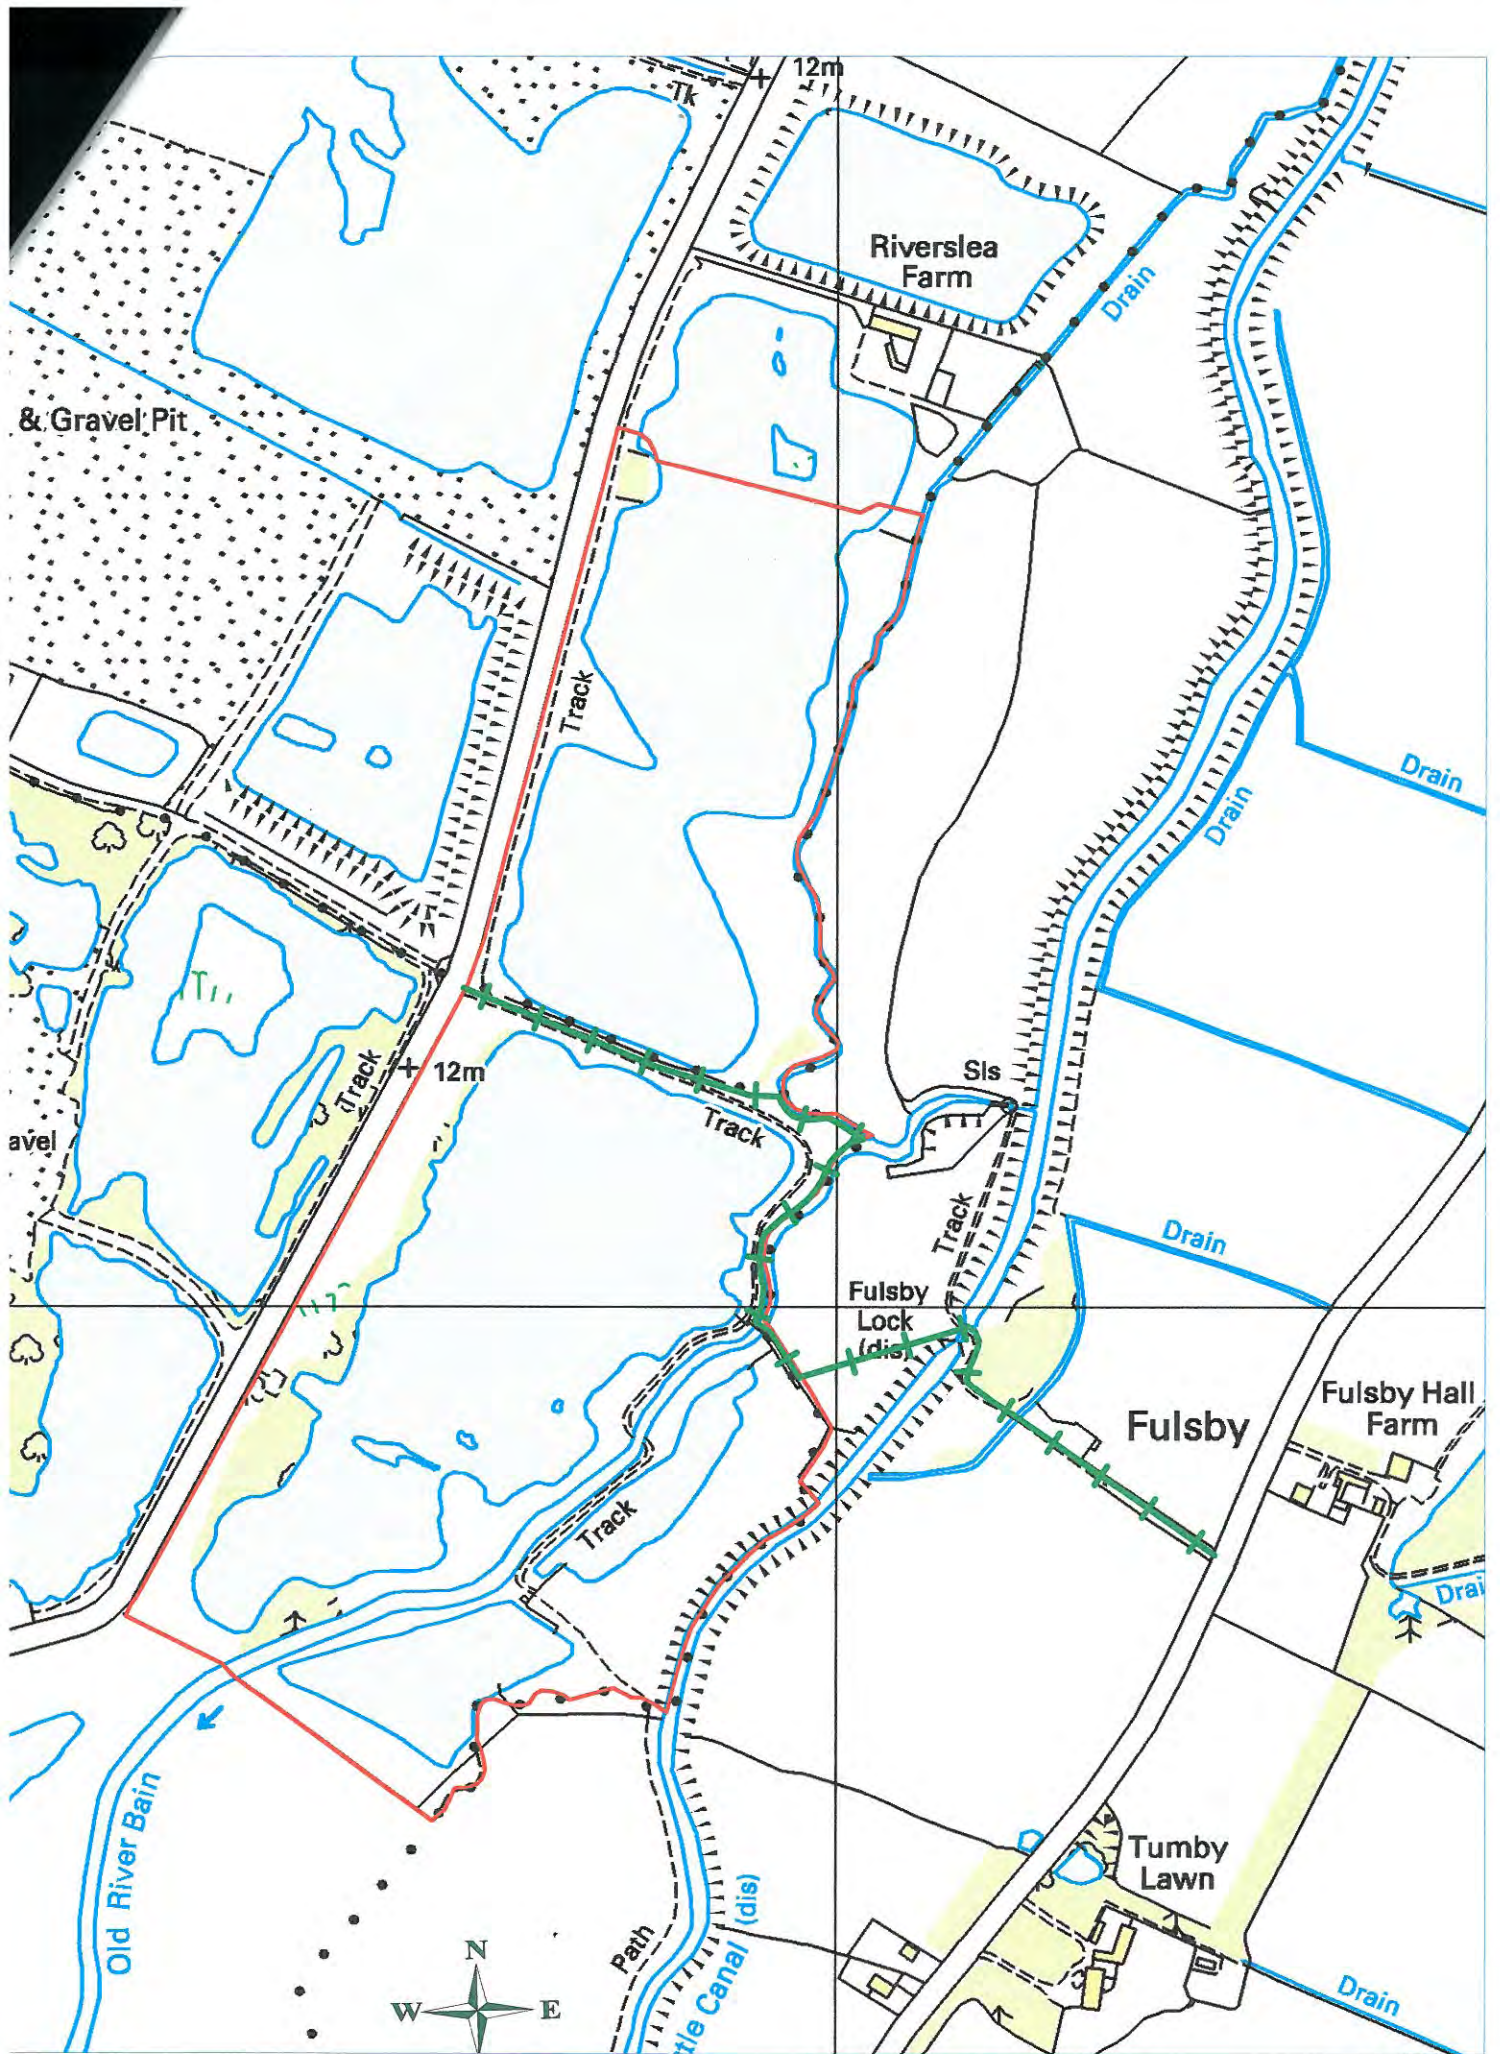 12m
Tk
Riverslea
Farm
Drain
& Gravel Pit
Track
Drain
Drain
12m
Track
Sls
avel
Track
Track
Drain
Fulsby
Lock
(dis)
Fulsby Hall
Farm
Fulsby
Track
Drai
Old River Bain
Tumby
Lawn
Path
ttle Canal (dis)
N
W E
Drain